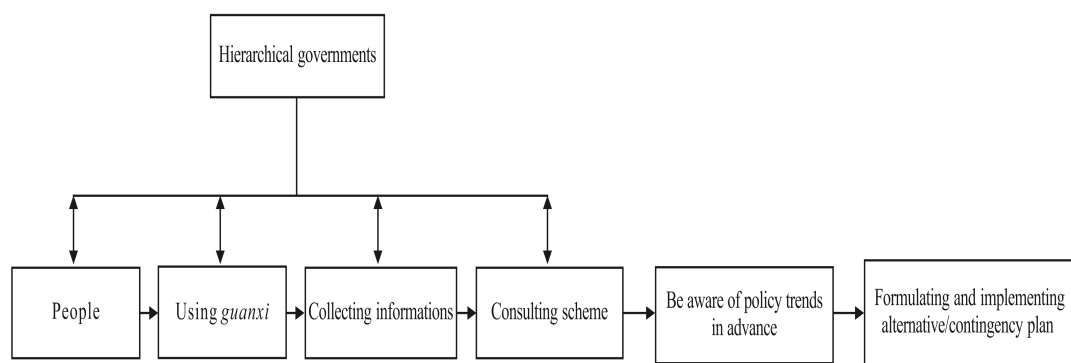 Hierarchical governments
People
Using guanxi
Collecting informations
Consulting scheme
Be aware of policy trends
in advance
Formulating and implementing
alternative/contingency plan